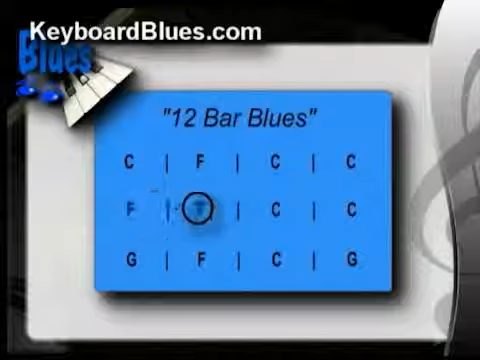 KeyboardBlues.com
Blues
"12 Bar Blues"
C | F | C | C
F | | C | C
G | F | C | G